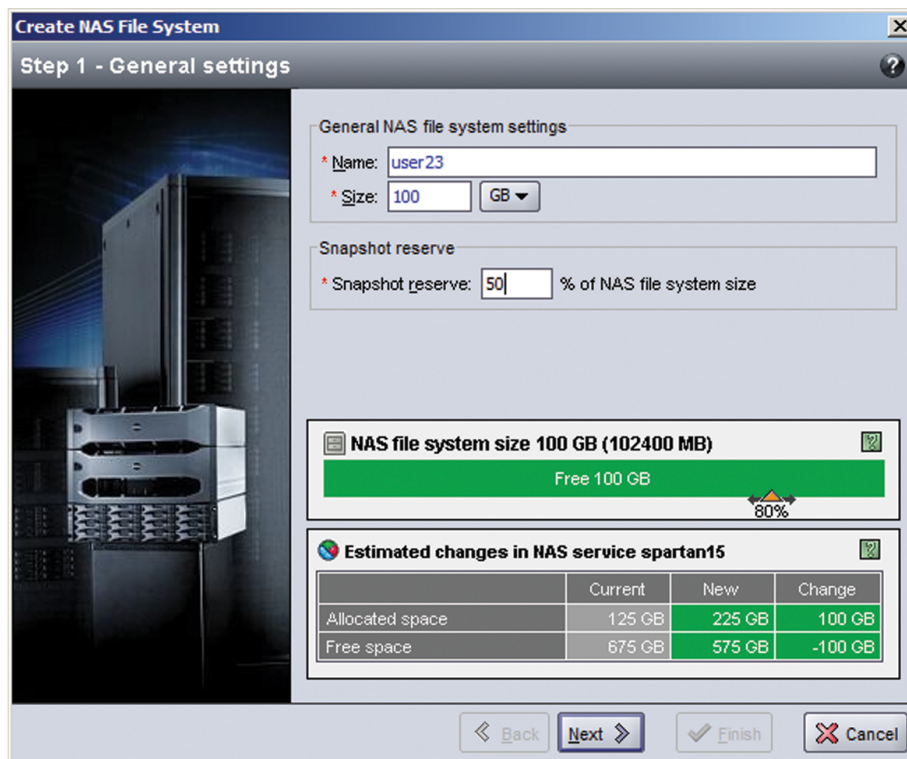 Create NAS File System
Step 1 - General settings
General NAS file system settings
* Name: user23
* Size: 100 GB
Snapshot reserve
* Snapshot reserve: 50 % of NAS file system size
NAS file system size 100 GB (102400 MB)
Free 100 GB
80%
Estimated changes in NAS service spartan15
Current New Change
Allocated space 125 GB 225 GB 100 GB
Free space 675 GB 575 GB -100 GB
Back Next Finish Cancel